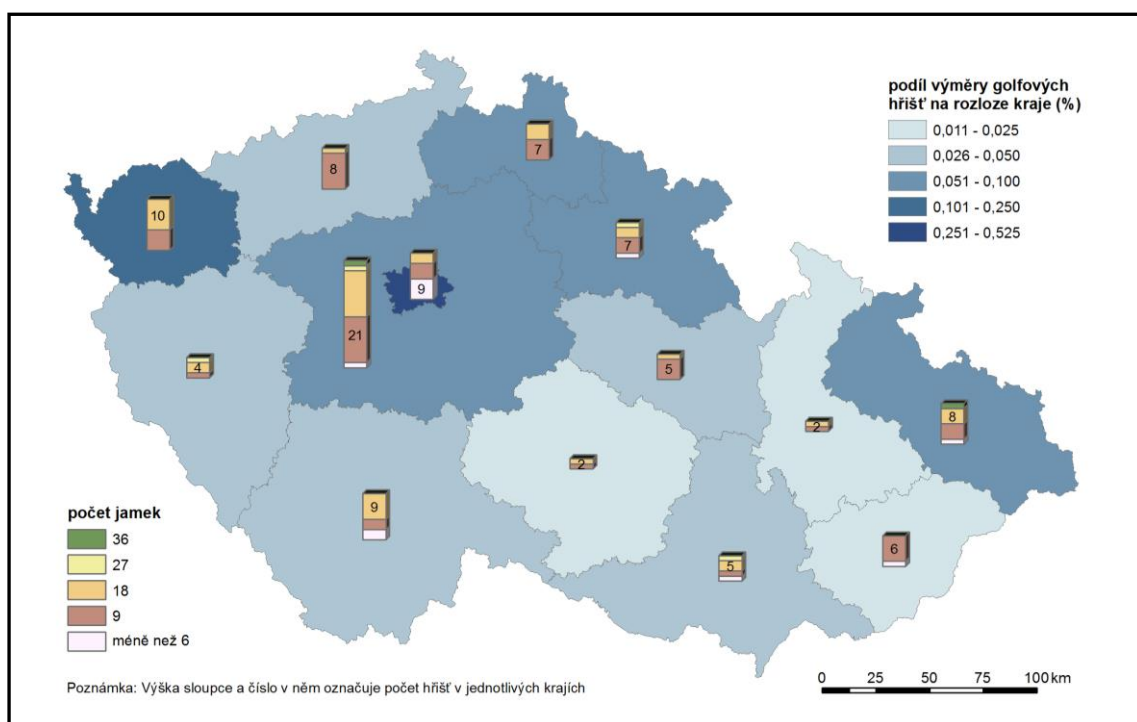 podíl výměry golfových
hřišť na rozloze kraje (%)
0,011 - 0,025
0,026 - 0,050
0,051 - 0,100
0,101 - 0,250
0,251 - 0,525
7
8
10
7
9
21
4
5
8
2
2
9
6
5
počet jamek
36
27
18
9
méně než 6
Poznámka: Výška sloupce a číslo v něm označuje počet hřišť v jednotlivých krajích
0 25 50 75 100 km